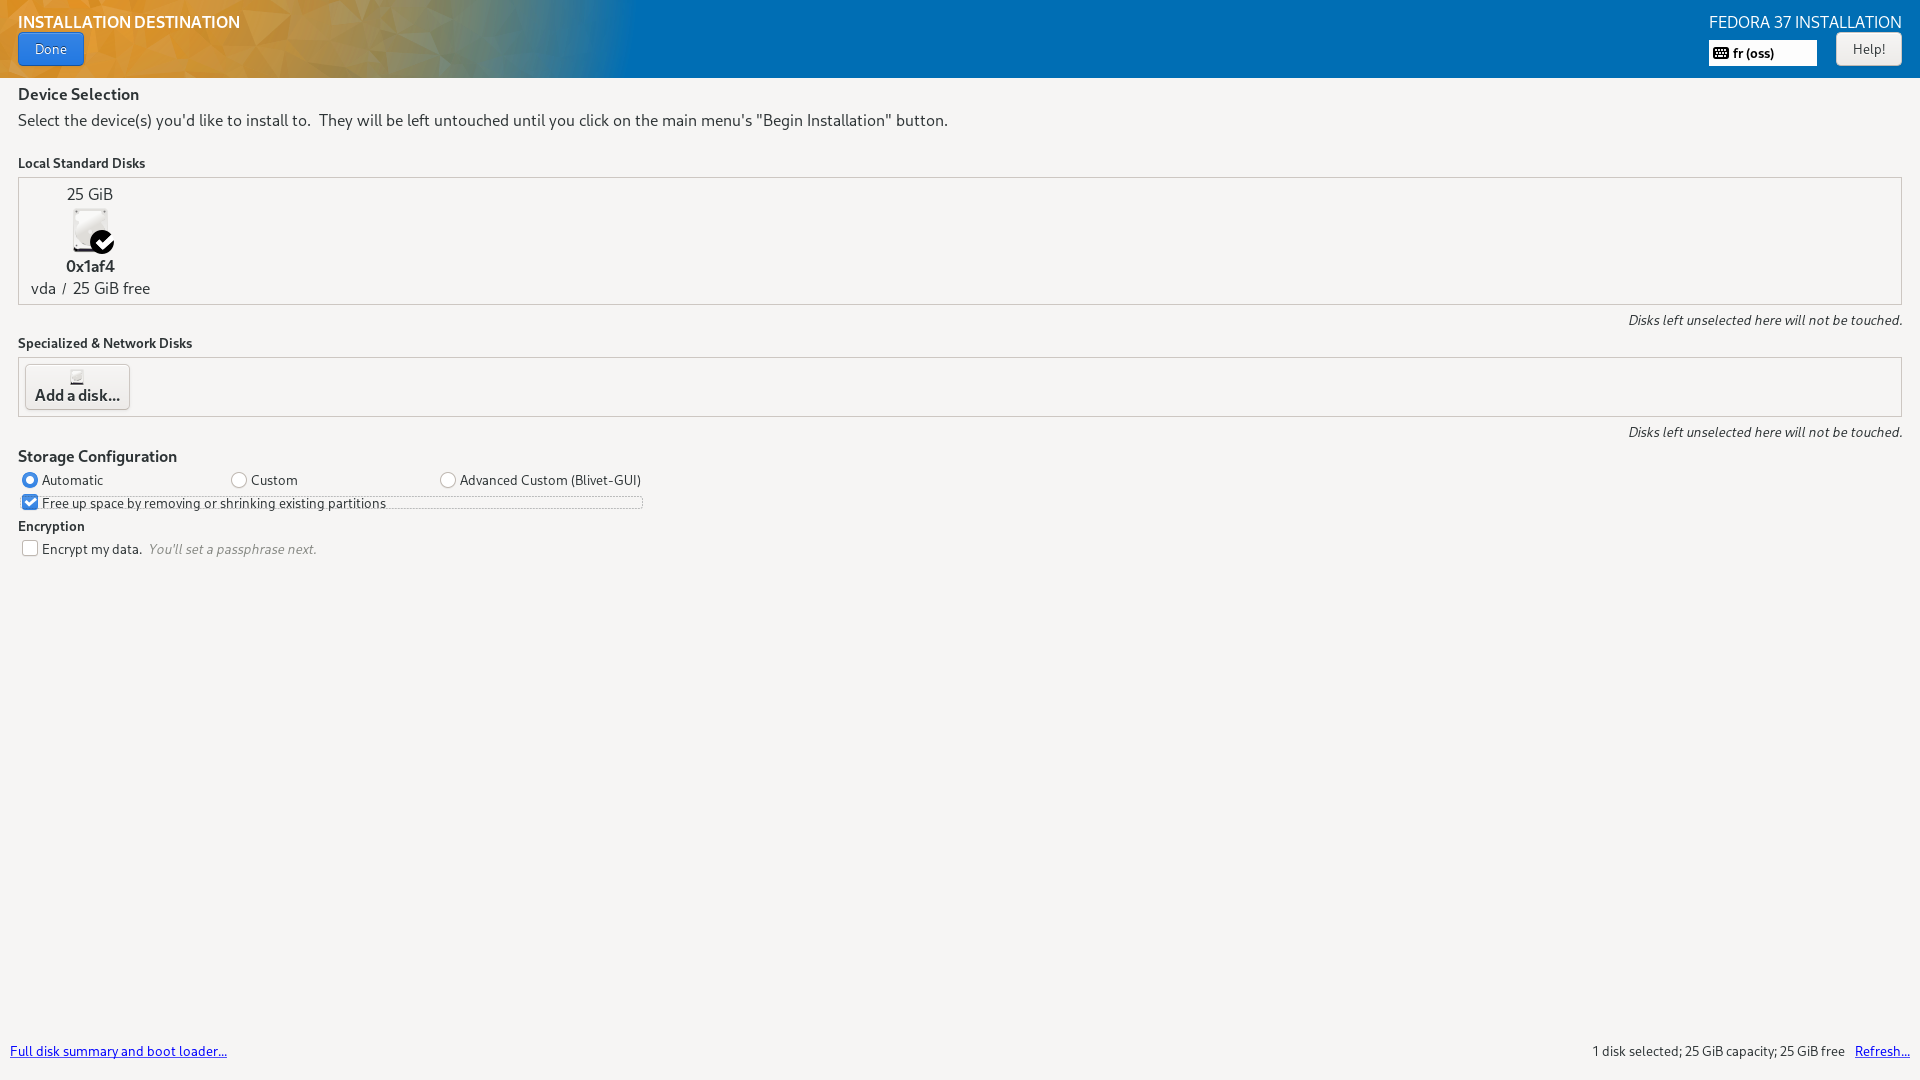 INSTALLATION DESTINATION
FEDORA 37 INSTALLATION
Done
fr (oss)
Help!
Device Selection
Select the device(s) you'd like to install to.  They will be left untouched until you click on the main menu's "Begin Installation" button.
Local Standard Disks
25 GiB
0x1af4
vda / 25 GiB free
Disks left unselected here will not be touched.
Specialized & Network Disks
Add a disk...
Disks left unselected here will not be touched.
Storage Configuration
Automatic
Custom
Advanced Custom (Blivet-GUI)
Free up space by removing or shrinking existing partitions
Encryption
Encrypt my data. You'll set a passphrase next.
Full disk summary and boot loader...
1 disk selected; 25 GiB capacity; 25 GiB free
Refresh...